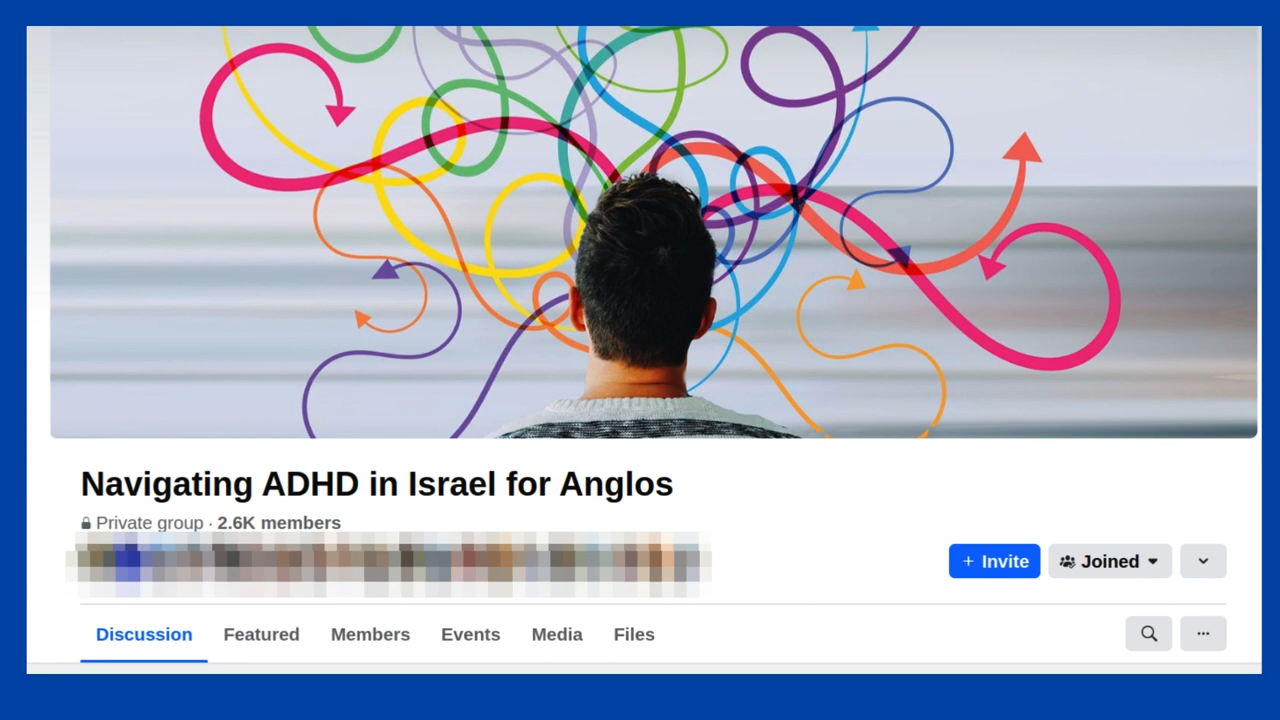 Navigating ADHD in Israel for Anglos
Private group · 2.6K members
+ Invite
Joined
Discussion Featured Members Events Media Files